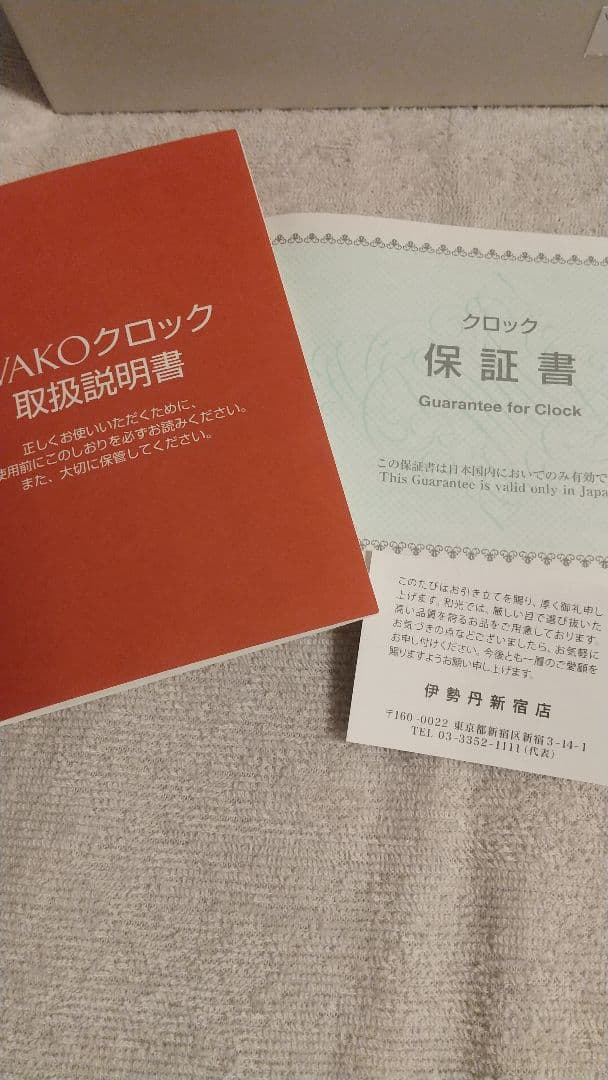 WAKOクロック
取扱説明書
正しくお使いいただくために、
使用前にこのしおりを必ずお読みください。
また、大切に保管してください。
クロック
保証書
Guarantee for Clock
この保証書は日本国内においてのみ有効で
This Guarantee is valid only in Japa
このたびはお引き立てを賜り、厚く御礼申し
上げます。和光では、厳しい目で選び抜いた
高い品質を誇るお品をご用意しております。
お気づきの点などございましたら、お気軽に
お申し付けください。今後とも一層のご愛顧を
賜りますようお願い申し上げます。
伊勢丹新宿店
〒160-0022 東京都新宿区新宿3-14-1
TEL 03-3352-1111(代表)